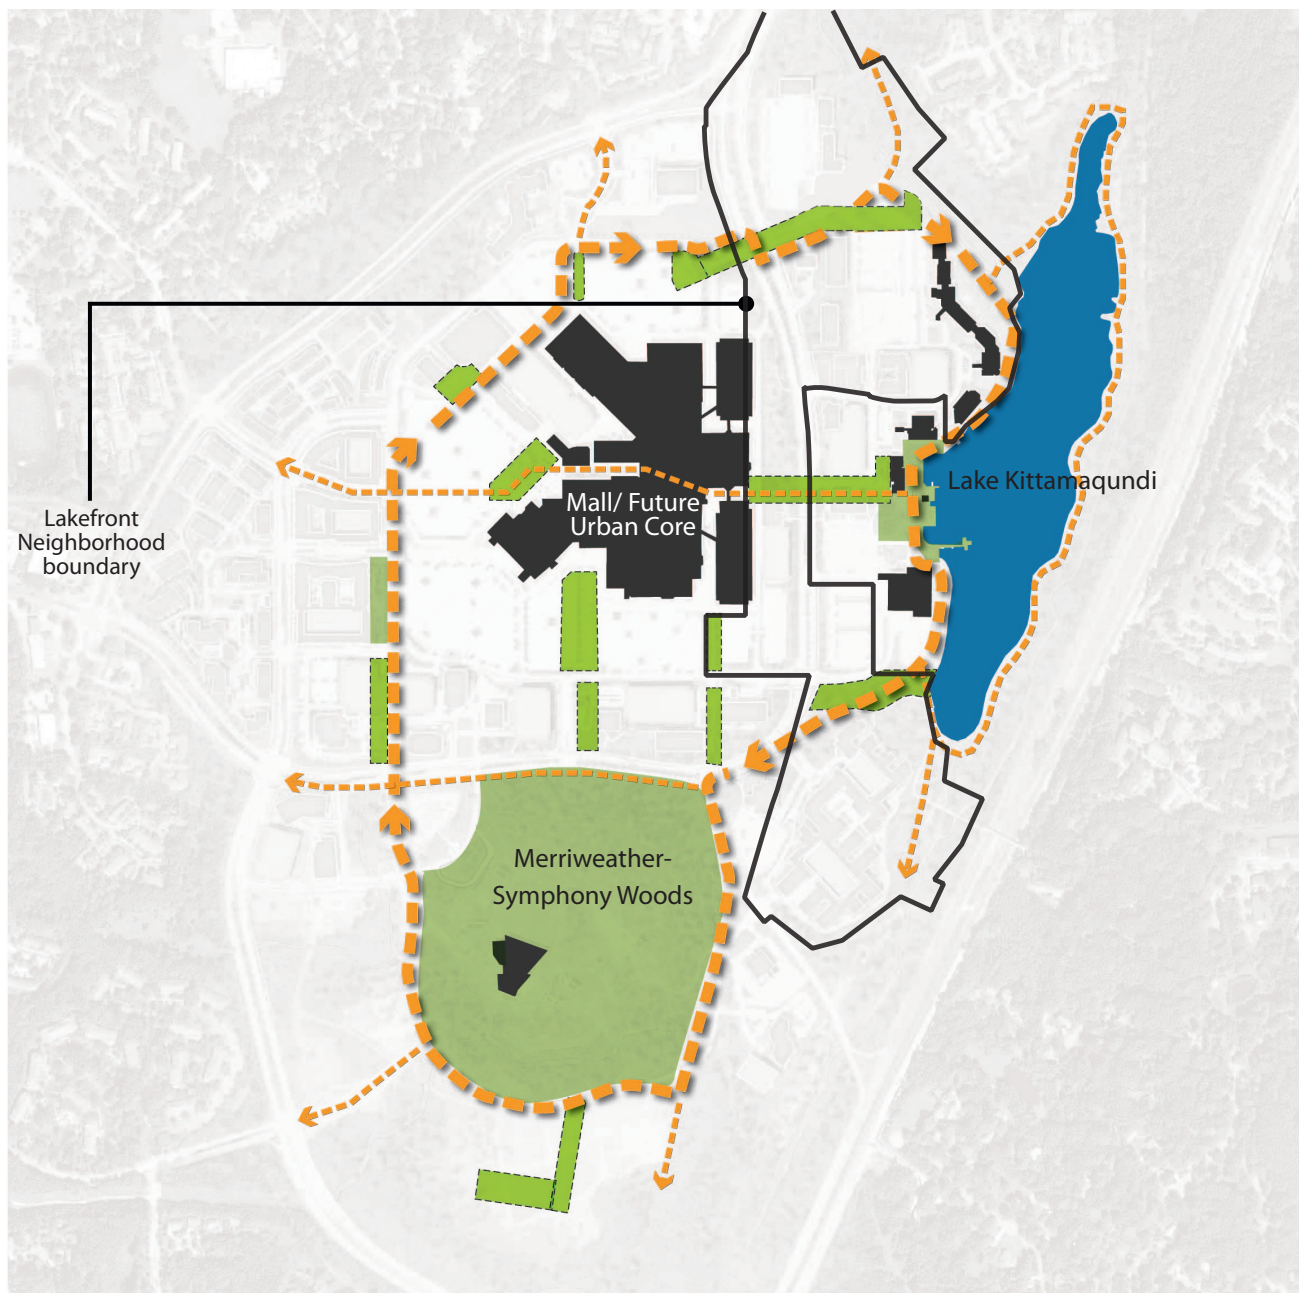 Lake Kittamaqundi
Mall/ Future
Urban Core
Lakefront
Neighborhood
boundary
Merriweather-
Symphony Woods